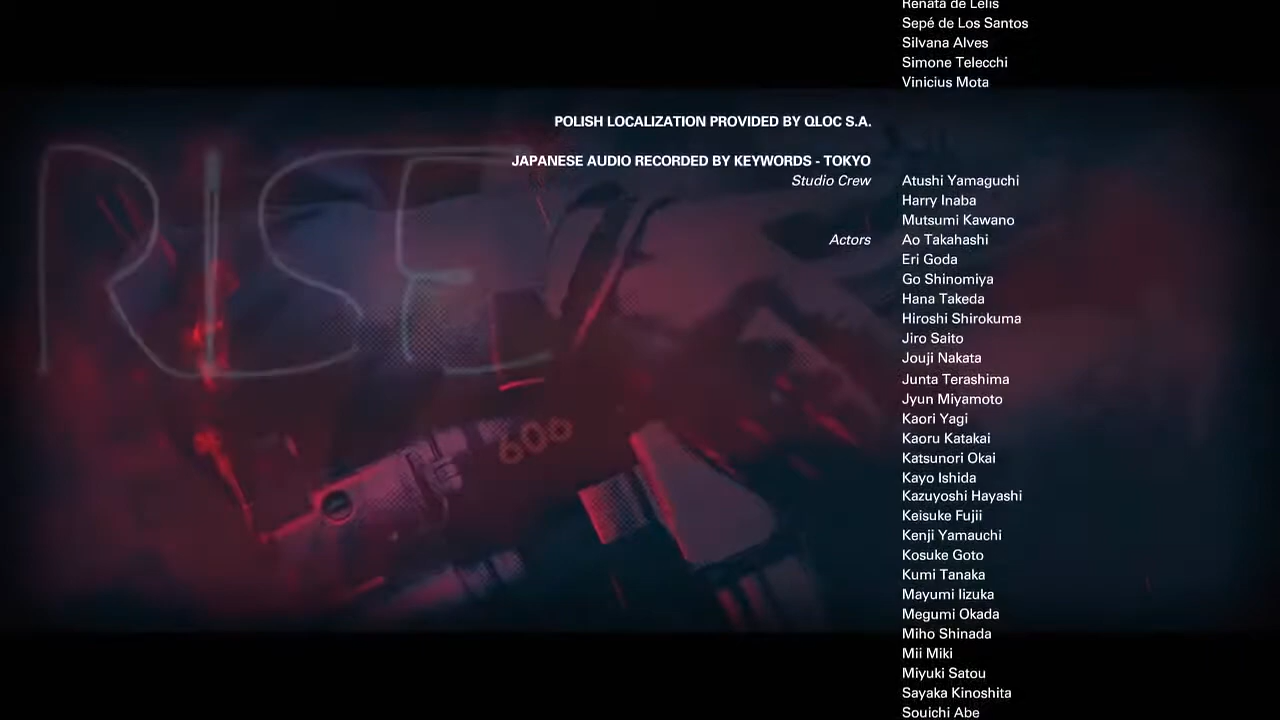 Renata de Lelis
Sepé de Los Santos
Silvana Alves
Simone Telecchi
Vinicius Mota
POLISH LOCALIZATION PROVIDED BY QLOC S.A.
JAPANESE AUDIO RECORDED BY KEYWORDS - TOKYO
Studio Crew Atushi Yamaguchi
Harry Inaba
Mutsumi Kawano
Actors Ao Takahashi
Eri Goda
Go Shinomiya
Hana Takeda
Hiroshi Shirokuma
Jiro Saito
Jouji Nakata
Junta Terashima
Jyun Miyamoto
Kaori Yagi
Kaoru Katakai
Katsunori Okai
Kayo Ishida
Kazuyoshi Hayashi
Keisuke Fujii
Kenji Yamauchi
Kosuke Goto
Kumi Tanaka
Mayumi Iizuka
Megumi Okada
Miho Shinada
Mii Miki
Miyuki Satou
Sayaka Kinoshita
Souichi Abe
RISE
606